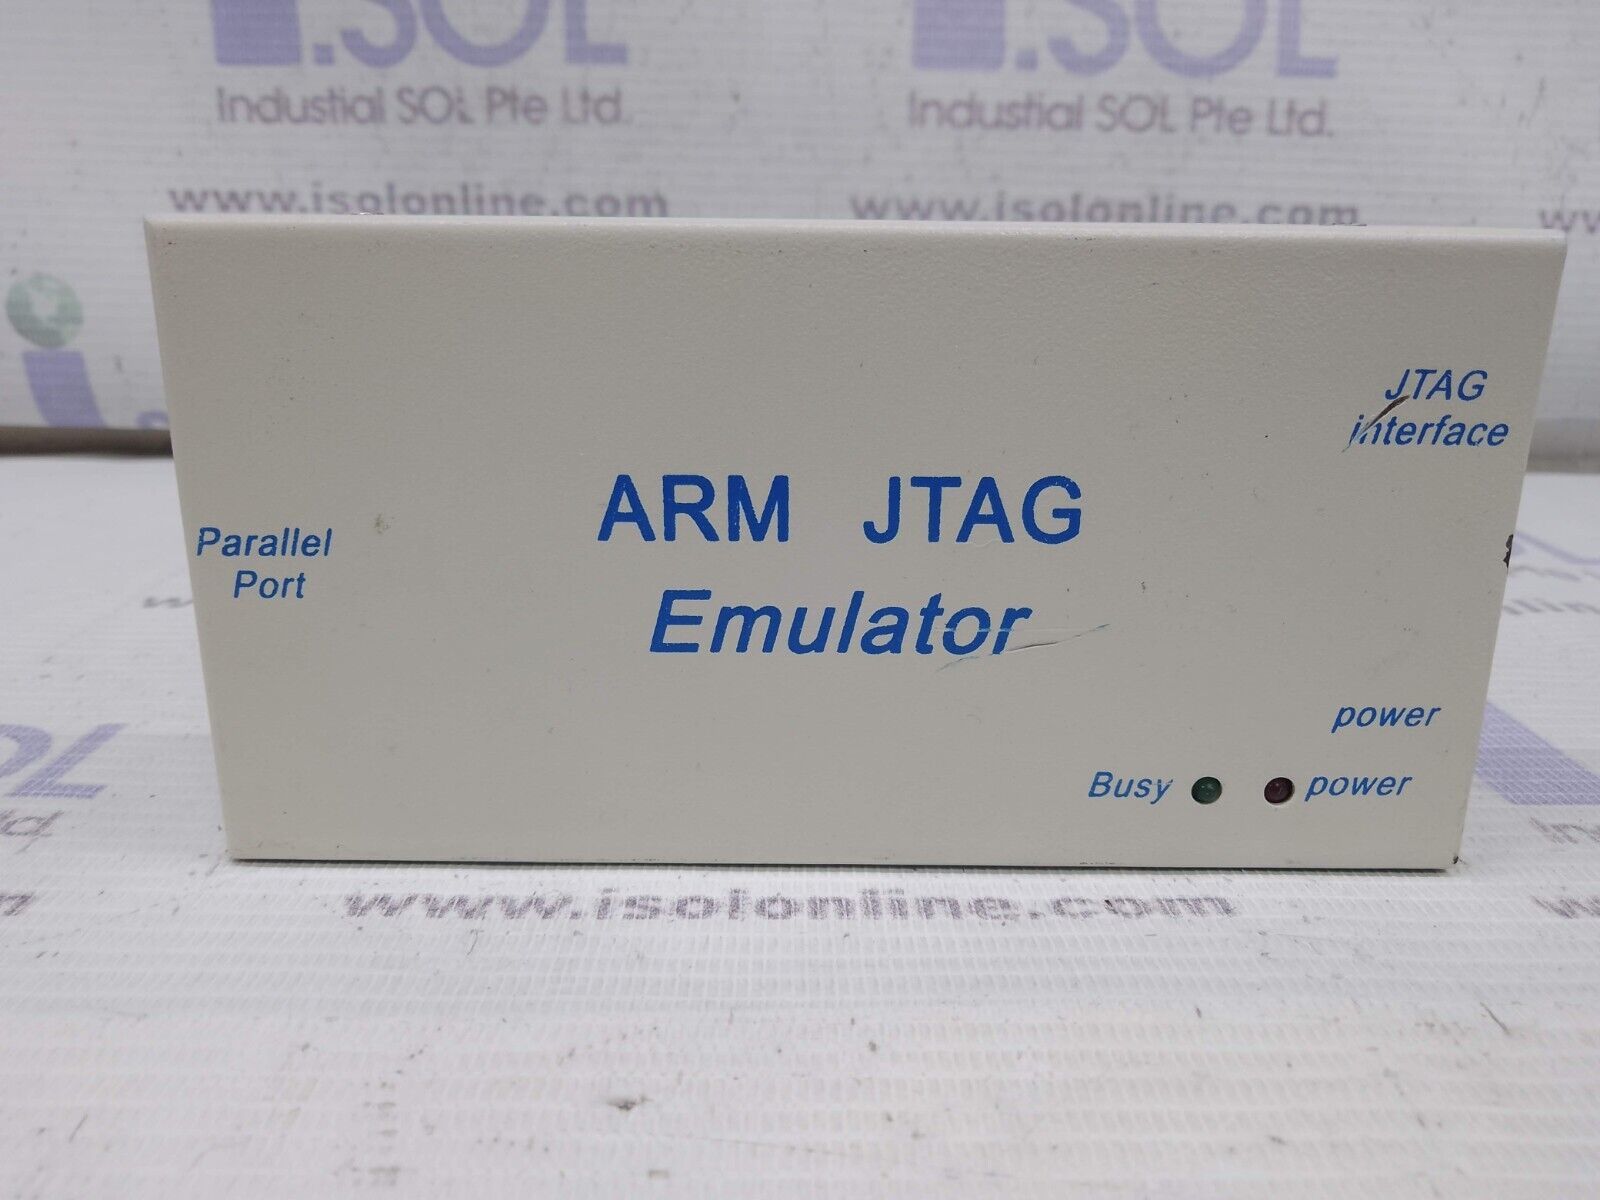 I.SOL
I.SOL
Industial SOL Pte Ltd.
Industial SOL Pte Ltd.
www.isolonline.com
www.isolonline.com
JTAG
interface
ARM JTAG
Parallel
Port
Emulator
power
Busy
power
www.isolonline.com